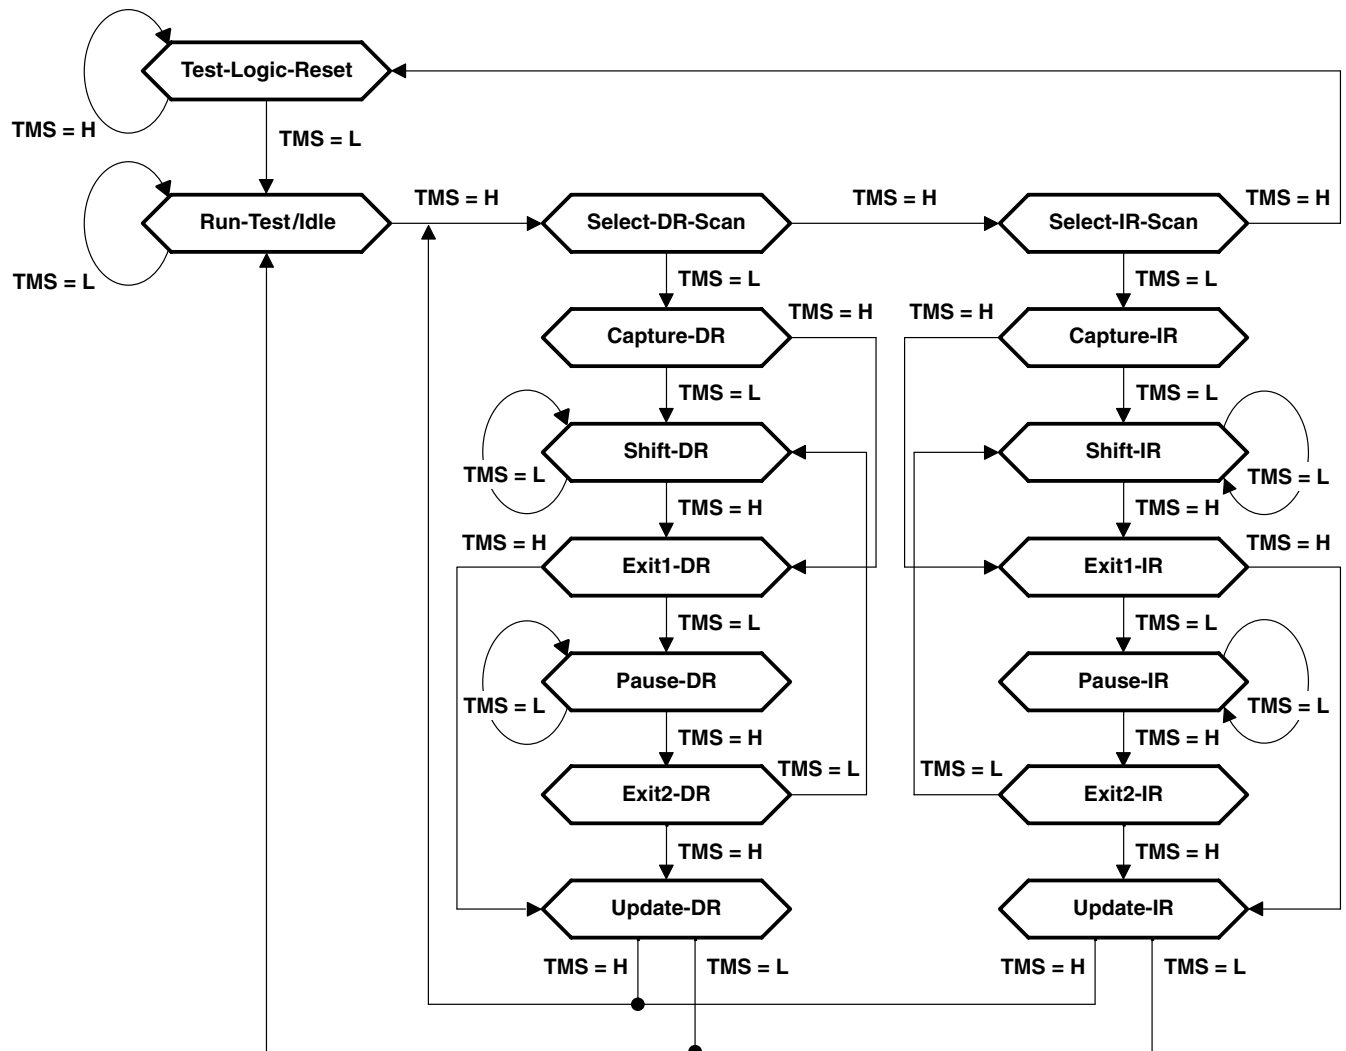 Test-Logic-Reset
TMS = H
TMS = L
TMS = H
TMS = H
TMS = H
Run-Test/Idle
Select-DR-Scan
Select-IR-Scan
TMS = L
TMS = L
TMS = L
TMS = H
TMS = H
Capture-DR
Capture-IR
TMS = L
TMS = L
Shift-DR
Shift-IR
TMS = L
TMS = L
TMS = H
TMS = H
TMS = H
TMS = H
Exit1-DR
Exit1-IR
TMS = L
TMS = L
Pause-DR
Pause-IR
TMS = L
TMS = L
TMS = H
TMS = H
TMS = L
TMS = L
Exit2-DR
Exit2-IR
TMS = H
TMS = H
Update-DR
Update-IR
TMS = H
TMS = L
TMS = H
TMS = L